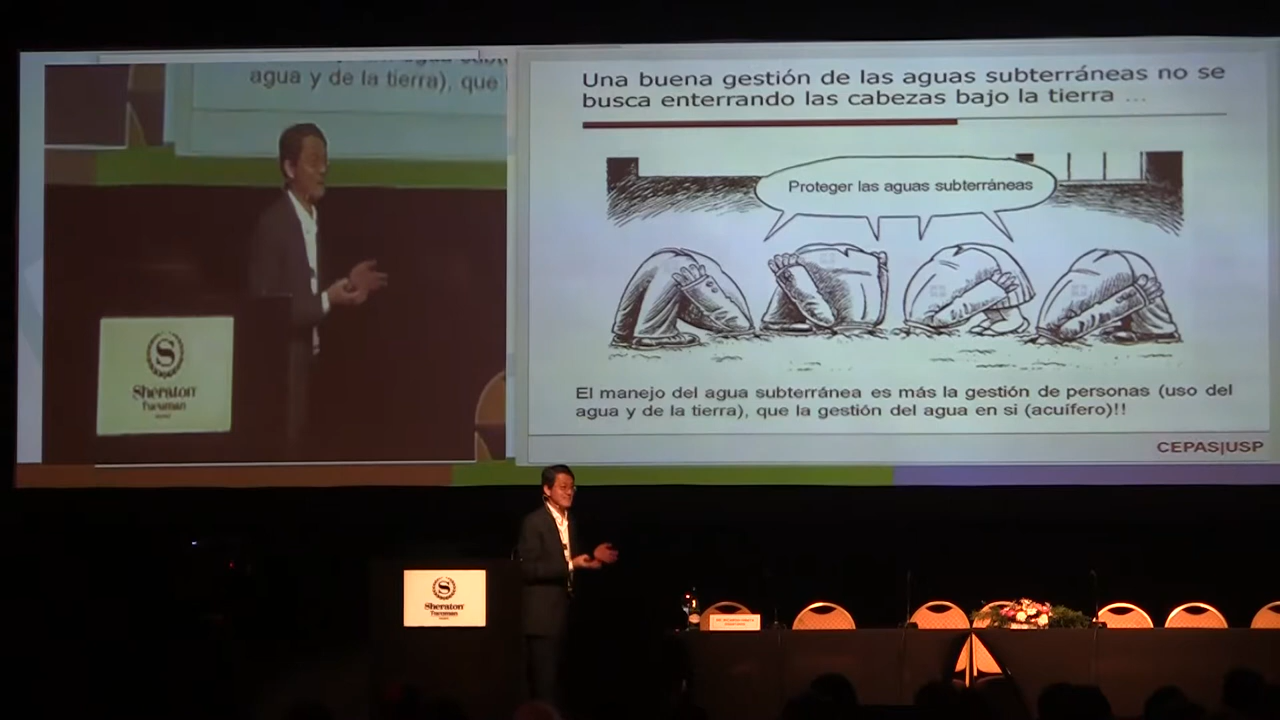 agua y de la tierra), que
S
Sheraton
Tucuman
Una buena gestión de las aguas subterráneas no se
busca enterrando las cabezas bajo la tierra ...
Proteger las aguas subterráneas
El manejo del agua subterránea es más la gestión de personas (uso del
agua y de la tierra), que la gestión del agua en si (acuífero)!!
CEPAS|USP
S
Sheraton
Tucuman